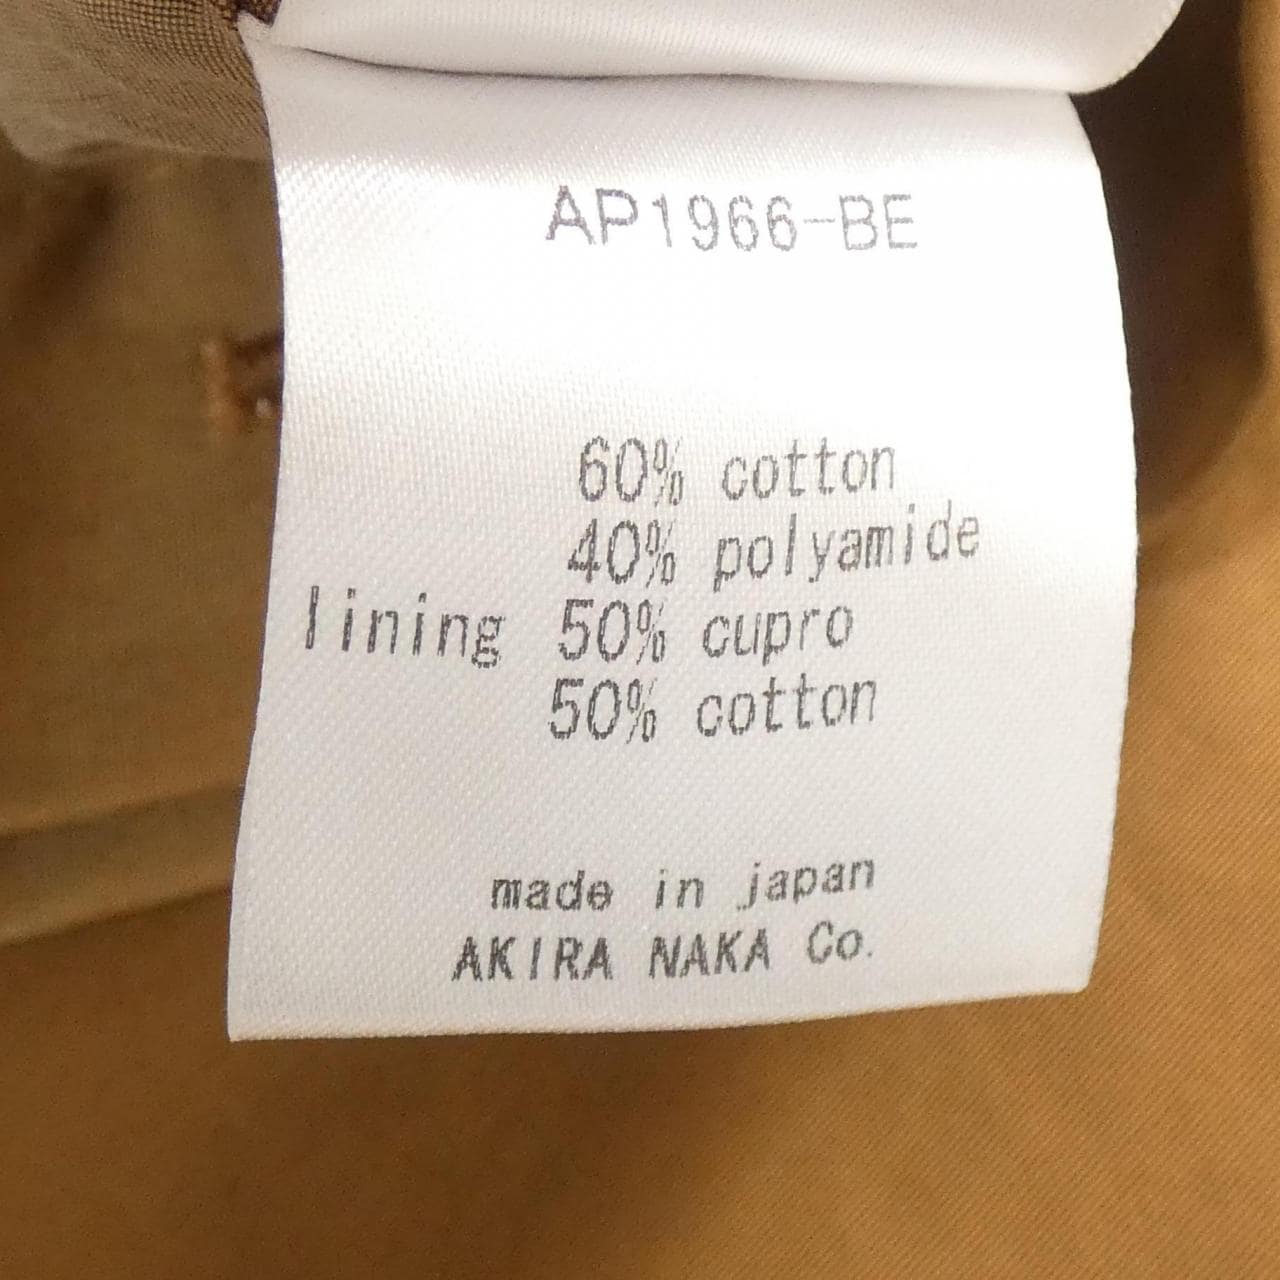 AP1966-BE
60% cotton
40% polyamide
lining 50% cupro
50% cotton
made in japan
AKIRA NAKA Co.